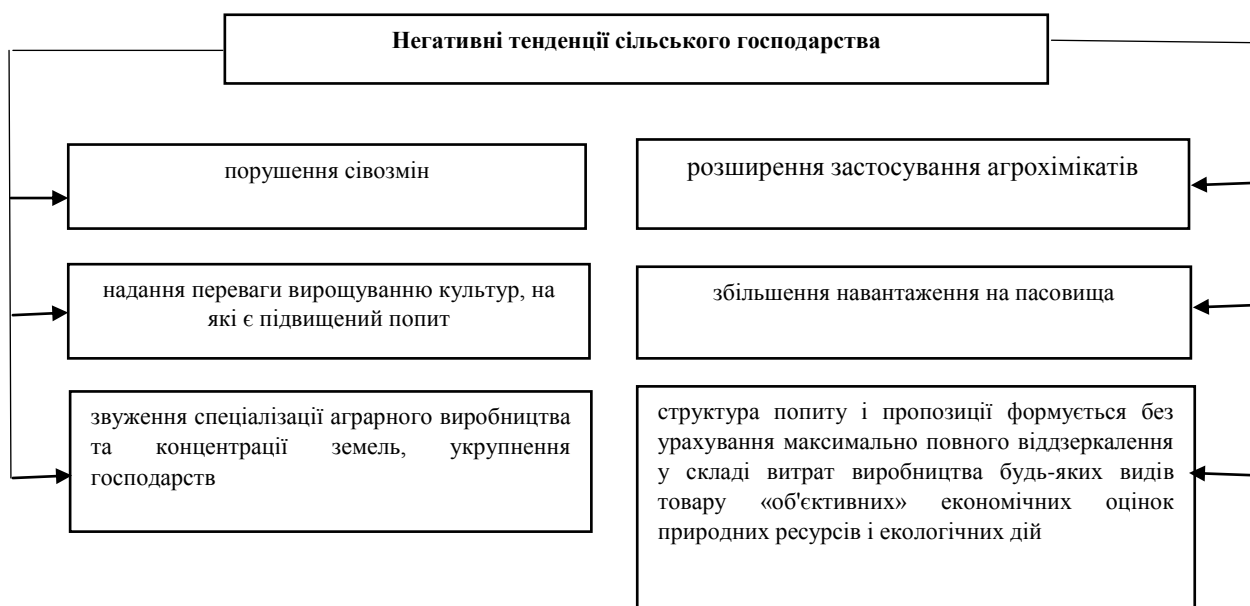 Негативні тенденції сільського господарства
порушення сівозмін
розширення застосування агрохімікатів
надання переваги вирощуванню культур, на
які є підвищений попит
збільшення навантаження на пасовища
звуження спеціалізації аграрного виробництва
та концентрації земель, укрупнення
господарств
структура попиту і пропозиції формується без
урахування максимально повного віддзеркалення
у складі витрат виробництва будь-яких видів
товару «об'єктивних» економічних оцінок
природних ресурсів і екологічних дій